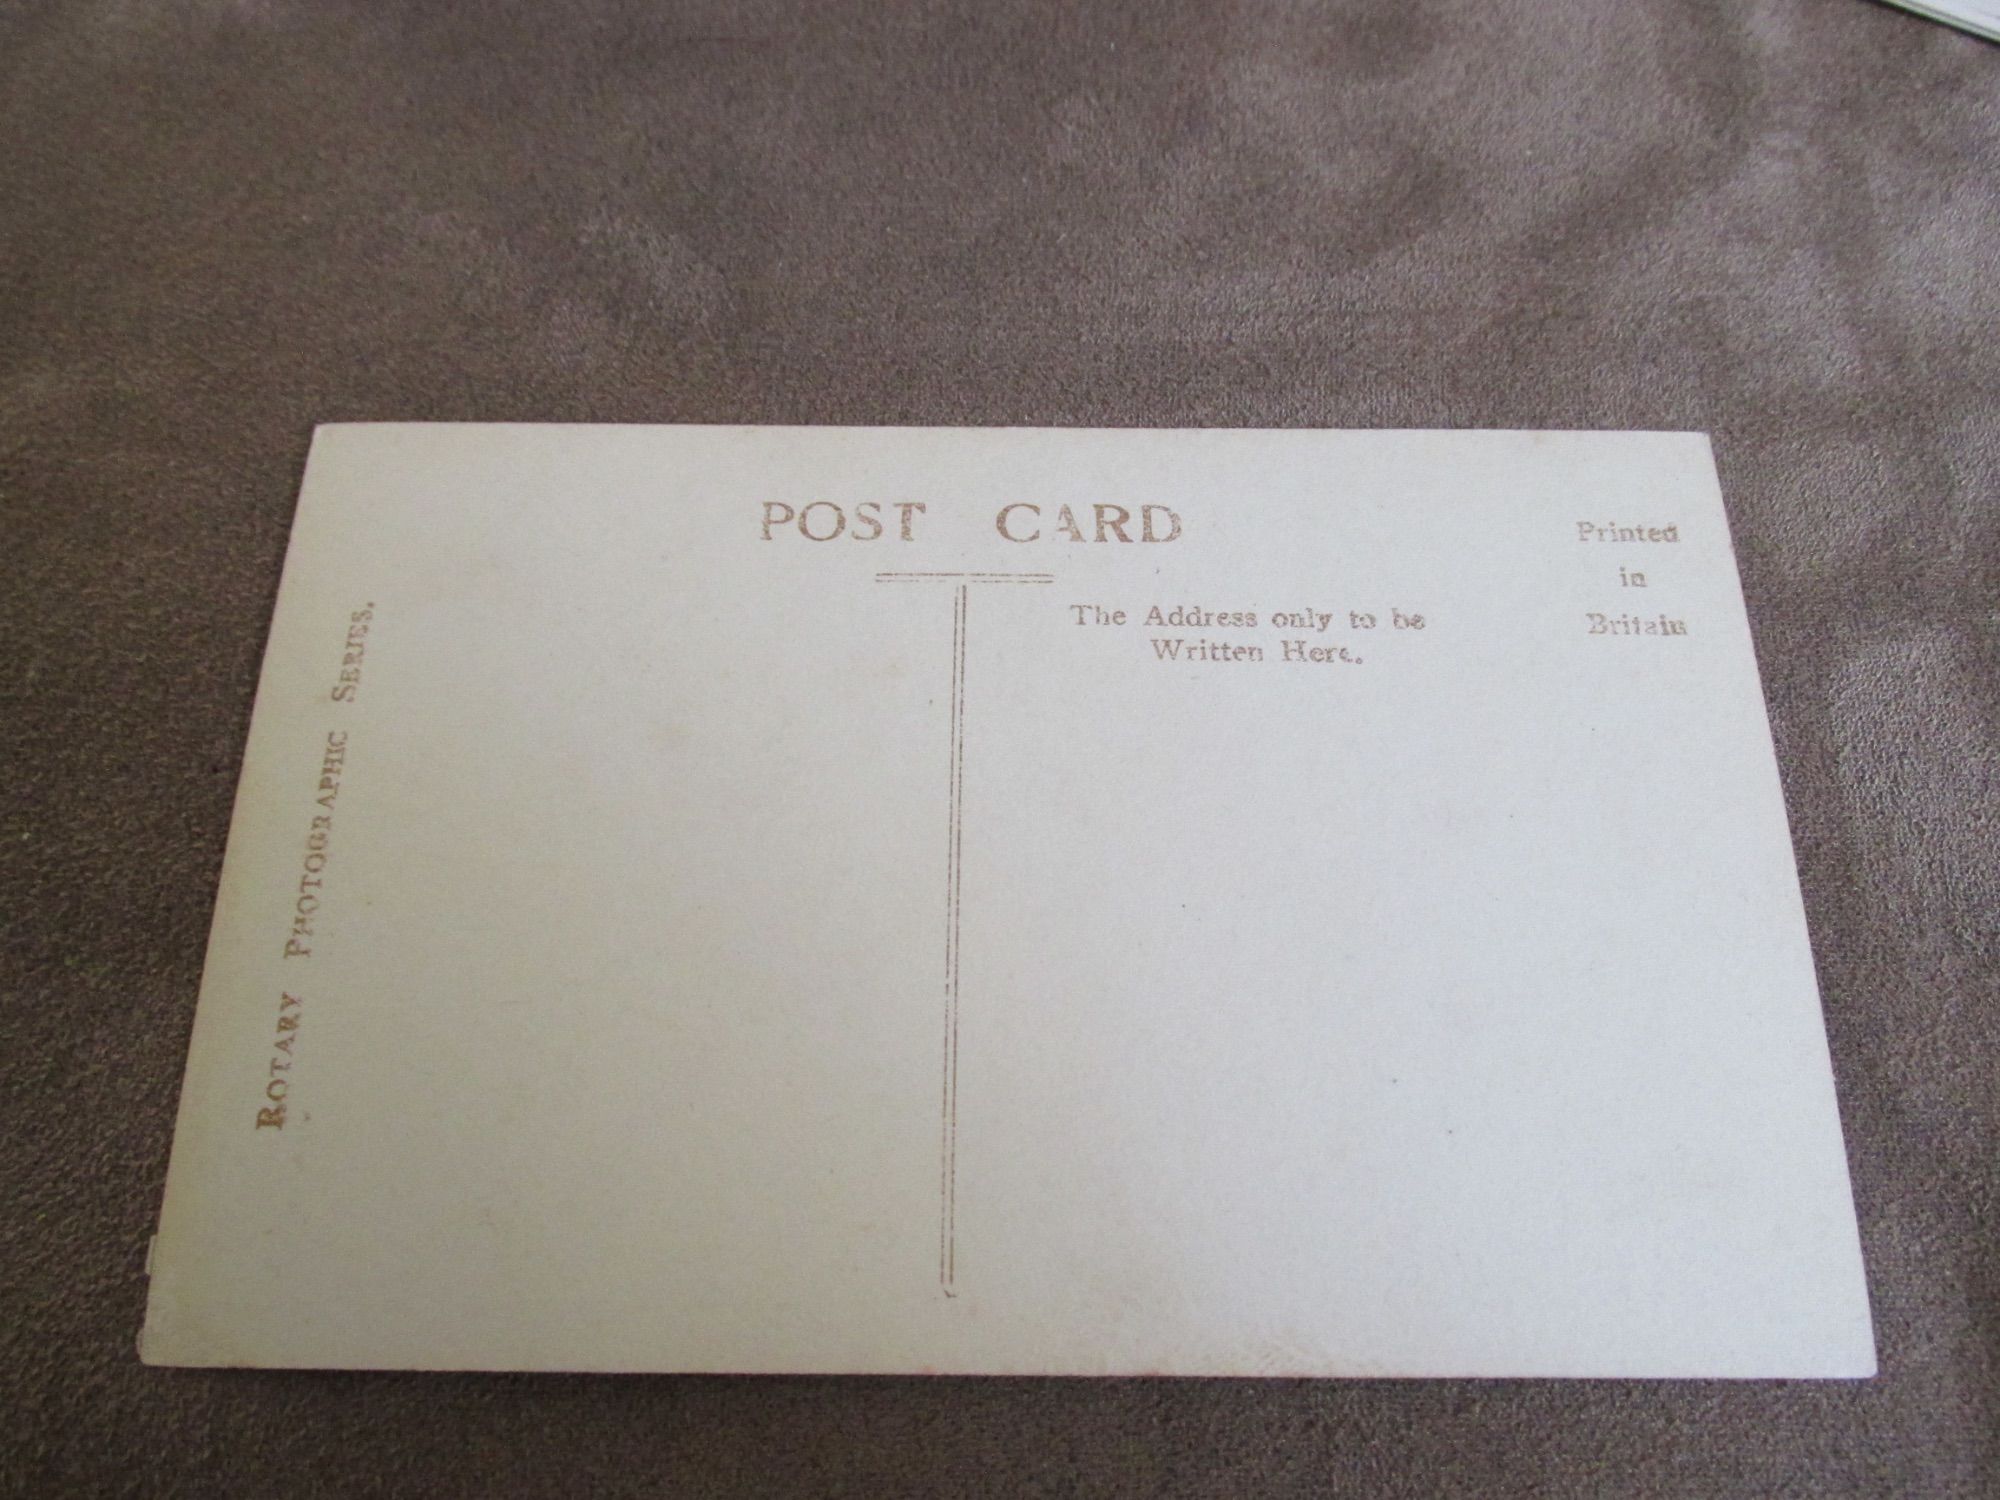 POST CARD
Printed
in
Britain
The Address only to be
Written Here.
ROTARY PHOTOGRAPHIC SERIES.